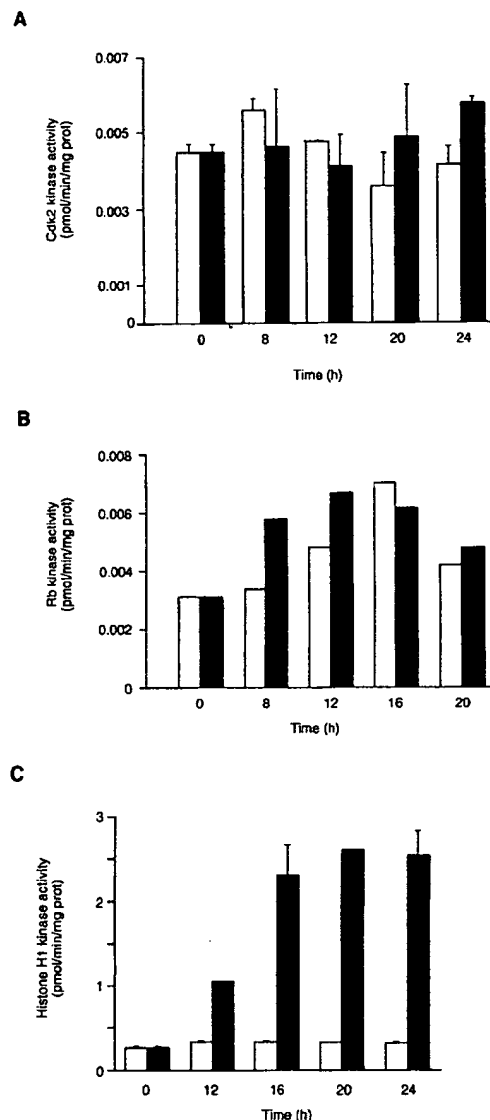 A
Cdk2 kinase activity
(pmol/min/mg prot)
0.007
0.005
0.003
0.001
0
0 8 12 20 24
Time (h)
B
Rb kinase activity
(pmol/min/mg prot)
0.008
0.006
0.004
0.002
0
0 8 12 16 20
Time (h)
C
Histone H1 kinase activity
(pmol/min/mg prot)
3
2
1
0
0 12 16 20 24
Time (h)